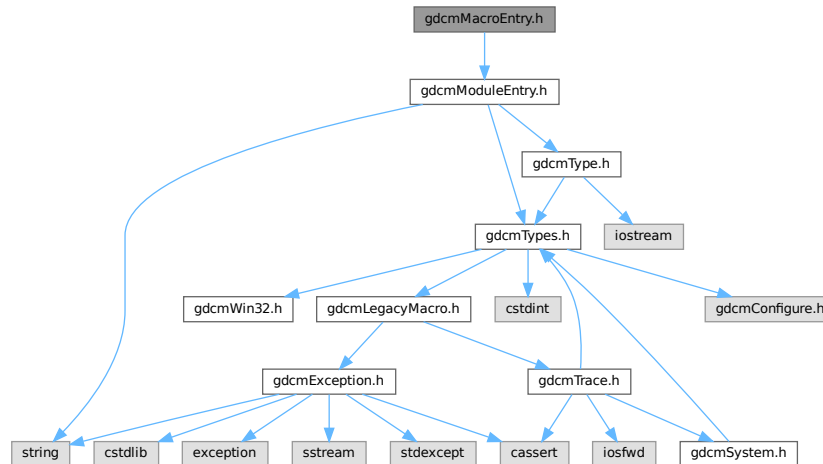 gdcmMacroEntry.h
gdcmModuleEntry.h
gdcmType.h
gdcmTypes.h
iostream
gdcmWin32.h
gdcmLegacyMacro.h
cstdint
gdcmConfigure.h
gdcmException.h
gdcmTrace.h
string
cstdlib
exception
sstream
stdexcept
cassert
iosfwd
gdcmSystem.h